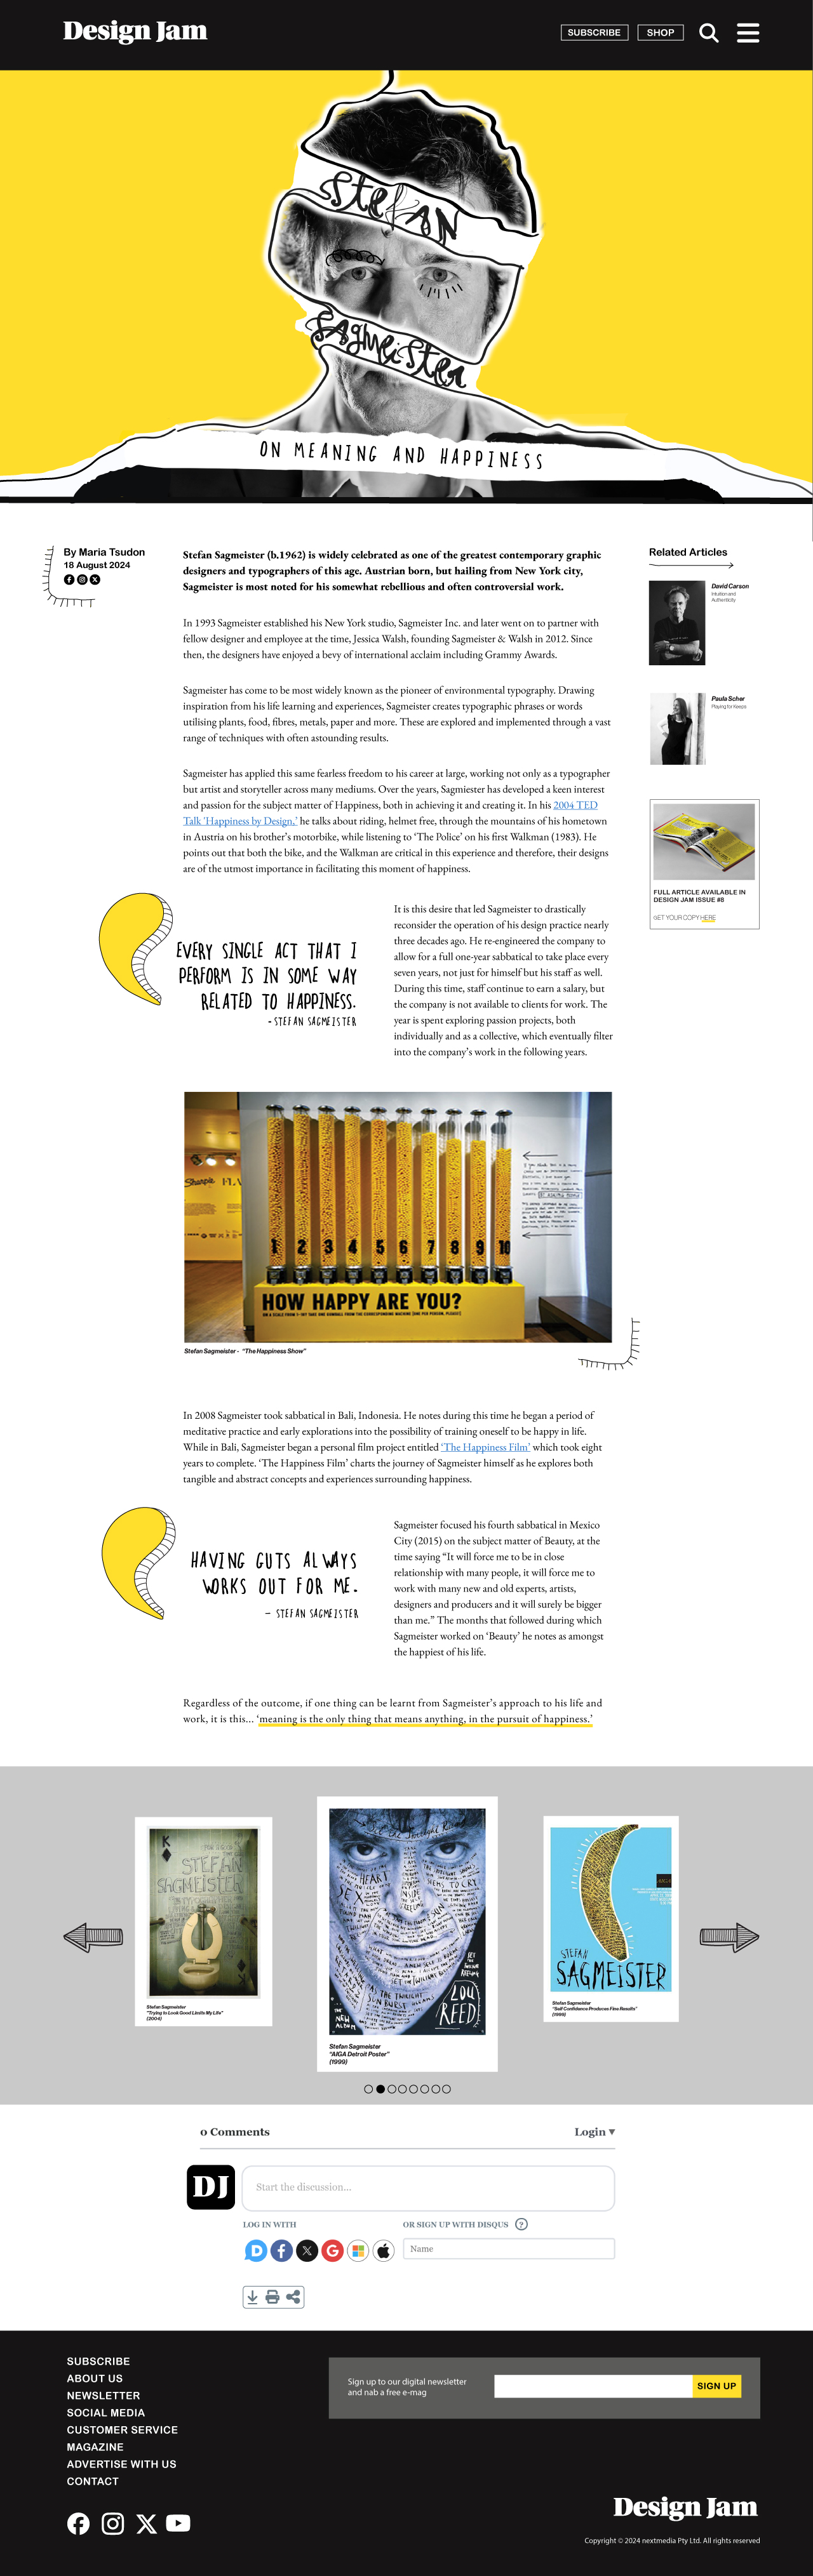 Design Jam
SUBSCRIBE
SHOP
Stefan
Sagmeister
ON MEANING AND HAPPINESS
By Maria Tsudon
18 August 2024
Stefan Sagmeister (b.1962) is widely celebrated as one of the greatest contemporary graphic
designers and typographers of this age. Austrian born, but hailing from New York city,
Sagmeister is most noted for his somewhat rebellious and often controversial work.
In 1993 Sagmeister established his New York studio, Sagmeister Inc. and later went on to partner with
fellow designer and employee at the time, Jessica Walsh, founding Sagmeister & Walsh in 2012. Since
then, the designers have enjoyed a bevy of international acclaim including Grammy Awards.
Sagmeister has come to be most widely known as the pioneer of environmental typography. Drawing
inspiration from his life learning and experiences, Sagmeister creates typographic phrases or words
utilising plants, food, fibres, metals, paper and more. These are explored and implemented through a vast
range of techniques with often astounding results.
Sagmeister has applied this same fearless freedom to his career at large, working not only as a typographer
but artist and storyteller across many mediums. Over the years, Sagmiester has developed a keen interest
and passion for the subject matter of Happiness, both in achieving it and creating it. In his 2004 TED
Talk 'Happiness by Design,' he talks about riding, helmet free, through the mountains of his hometown
in Austria on his brother's motorbike, while listening to 'The Police' on his first Walkman (1983). He
points out that both the bike, and the Walkman are critical in this experience and therefore, their designs
are of the utmost importance in facilitating this moment of happiness.
Related Articles
David Carson
Intuition and
Authenticity
Paula Scher
Playing for Keeps
FULL ARTICLE AVAILABLE IN
DESIGN JAM ISSUE #8
GET YOUR COPY HERE
EVERY SINGLE ACT THAT I
PERFORM IS IN SOME WAY
RELATED TO HAPPINESS.
- STEFAN SAGMEISTER
It is this desire that led Sagmeister to drastically
reconsider the operation of his design practice nearly
three decades ago. He re-engineered the company to
allow for a full one-year sabbatical to take place every
seven years, not just for himself but his staff as well.
During this time, staff continue to earn a salary, but
the company is not available to clients for work. The
year is spent exploring passion projects, both
individually and as a collective, which eventually filter
into the company's work in the following years.
Sharpie
1 2 3 4 5 6 7 8 9 10
HOW HAPPY ARE YOU?
Stefan Sagmeister - "The Happiness Show"
In 2008 Sagmeister took sabbatical in Bali, Indonesia. He notes during this time he began a period of
meditative practice and early explorations into the possibility of training oneself to be happy in life.
While in Bali, Sagmeister began a personal film project entitled 'The Happiness Film' which took eight
years to complete. 'The Happiness Film' charts the journey of Sagmeister himself as he explores both
tangible and abstract concepts and experiences surrounding happiness.
HAVING GUTS ALWAYS
WORKS OUT FOR ME.
– STEFAN SAGMEISTER
Sagmeister focused his fourth sabbatical in Mexico
City (2015) on the subject matter of Beauty, at the
time saying "It will force me to be in close
relationship with many people, it will force me to
work with many new and old experts, artists,
designers and producers and it will surely be bigger
than me." The months that followed during which
Sagmeister worked on 'Beauty' he notes as amongst
the happiest of his life.
Regardless of the outcome, if one thing can be learnt from Sagmeister's approach to his life and
work, it is this... 'meaning is the only thing that means anything, in the pursuit of happiness.'
K
STEFAN
SAGMEISTER
Stefan Sagmeister
"Trying to Look Good Limits My Life"
(2004)
HEART
SEX
LOU
REED
THE
NEW
ALBUM
Stefan Sagmeister
"AIGA Detroit Poster"
(1999)
AIGA
STEFAN
SAGMEISTER
Stefan Sagmeister
"Self Confidence Produces Fine Results"
(1999)
0 Comments
Login
DJ
Start the discussion...
LOG IN WITH
OR SIGN UP WITH DISQUS ?
Name
SUBSCRIBE
ABOUT US
NEWSLETTER
SOCIAL MEDIA
CUSTOMER SERVICE
MAGAZINE
ADVERTISE WITH US
CONTACT
Sign up to our digital newsletter
and nab a free e-mag
SIGN UP
Design Jam
Copyright © 2024 nextmedia Pty Ltd. All rights reserved